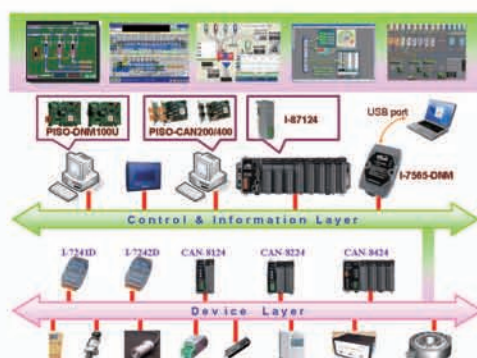 PISO-DNM100U
PISO-CAN200/400
I-87124
USB port
I-7565-DNM
Control & Information Layer
I-7241D
I-7242D
CAN-8124
CAN-8224
CAN-8424
Device Layer